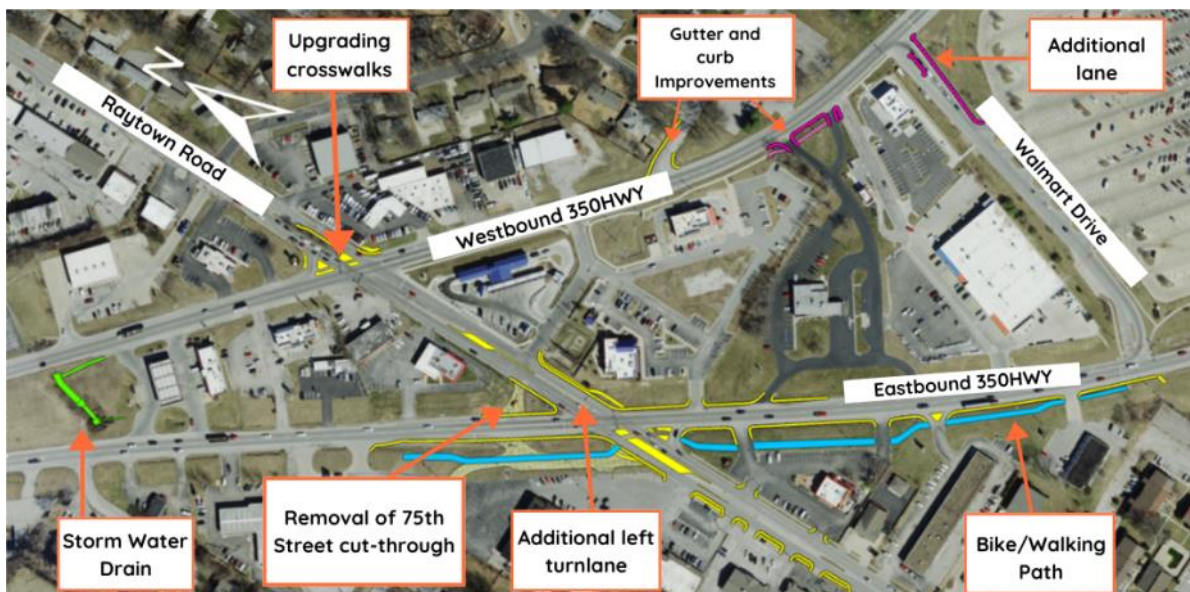 Upgrading
crosswalks
Gutter and
curb
Improvements
Additional
lane
N
Raytown Road
Westbound 350HWY
Walmart Drive
Eastbound 350HWY
Storm Water
Drain
Removal of 75th
Street cut-through
Additional left
turnlane
Bike/Walking
Path